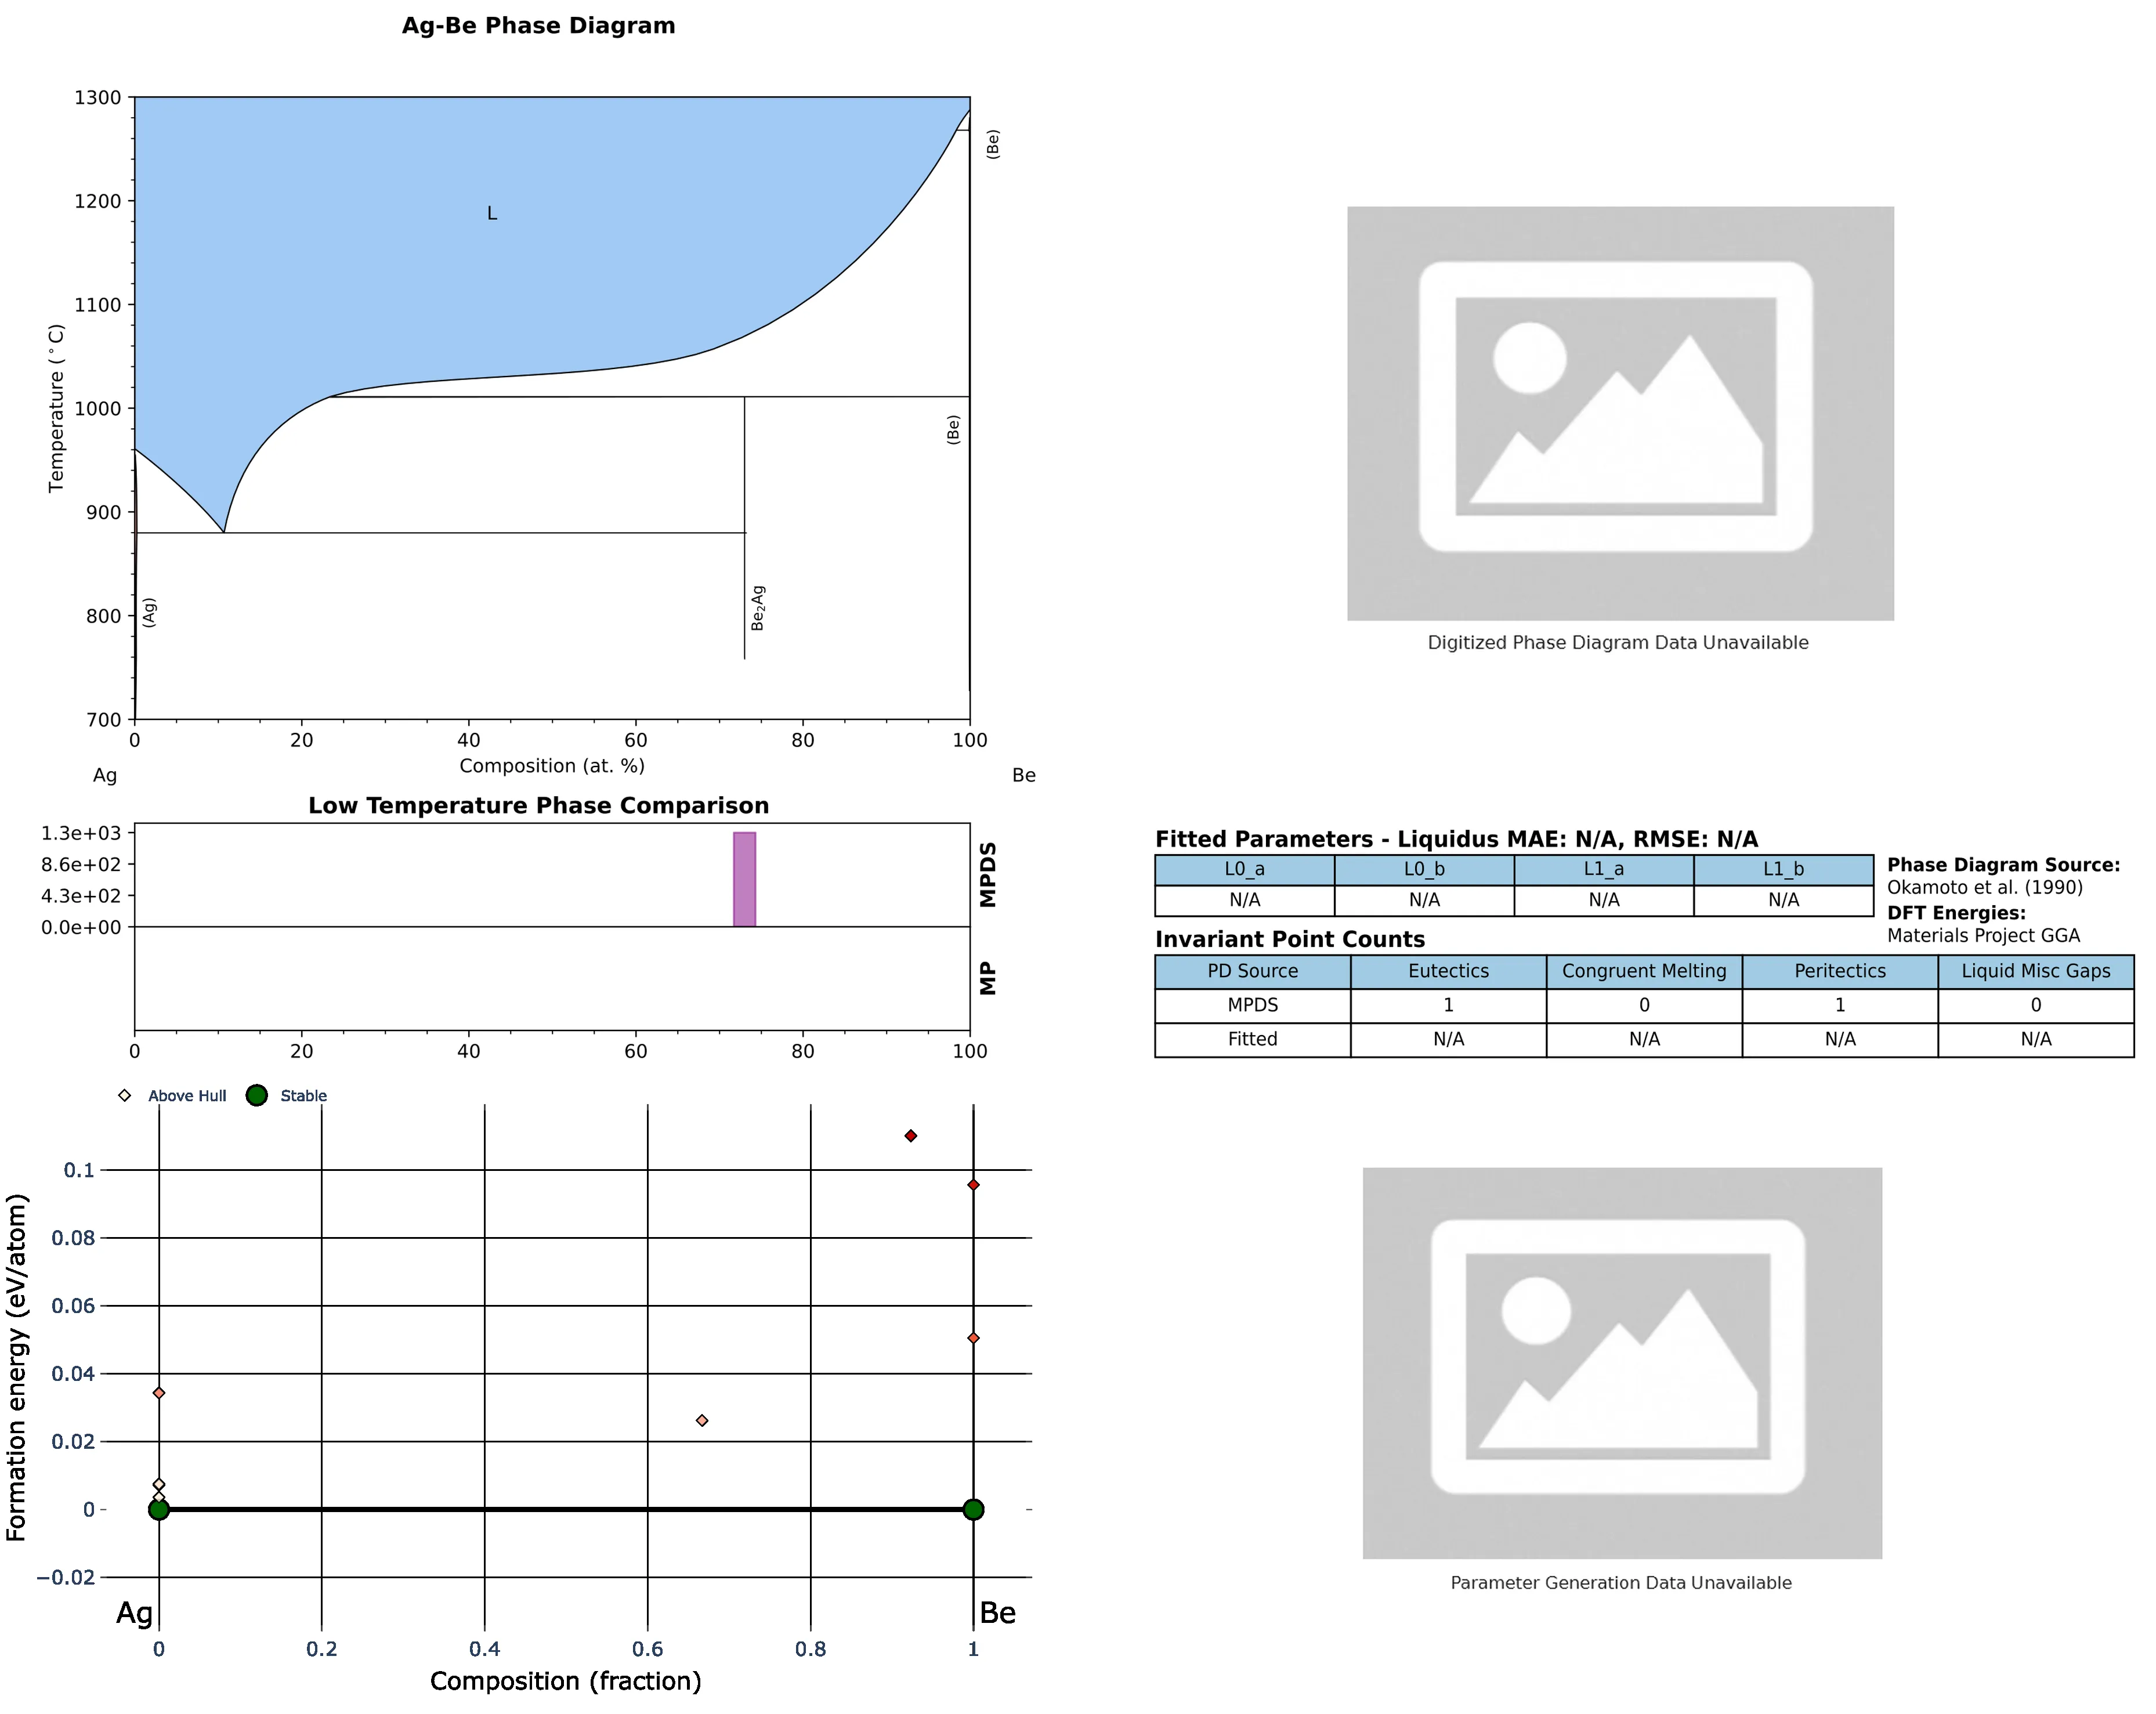 Ag-Be Phase Diagram
1300
1200
1100
1000
900
800
700
Temperature (°C)
L
(Be)
(Be)
(Ag)
Be₂Ag
0 20 40 60 80 100
Composition (at. %)
Ag Be
Digitized Phase Diagram Data Unavailable
Low Temperature Phase Comparison
1.3e+03
8.6e+02
4.3e+02
0.0e+00
MPDS
MP
0 20 40 60 80 100
Fitted Parameters - Liquidus MAE: N/A, RMSE: N/A
L0_a L0_b L1_a L1_b
N/A N/A N/A N/A
Phase Diagram Source:
Okamoto et al. (1990)
DFT Energies:
Materials Project GGA
Invariant Point Counts
PD Source Eutectics Congruent Melting Peritectics Liquid Misc Gaps
MPDS 1 0 1 0
Fitted N/A N/A N/A N/A
Above Hull Stable
0.1
0.08
0.06
0.04
0.02
0
−0.02
Formation energy (eV/atom)
Ag Be
0 0.2 0.4 0.6 0.8 1
Composition (fraction)
Parameter Generation Data Unavailable